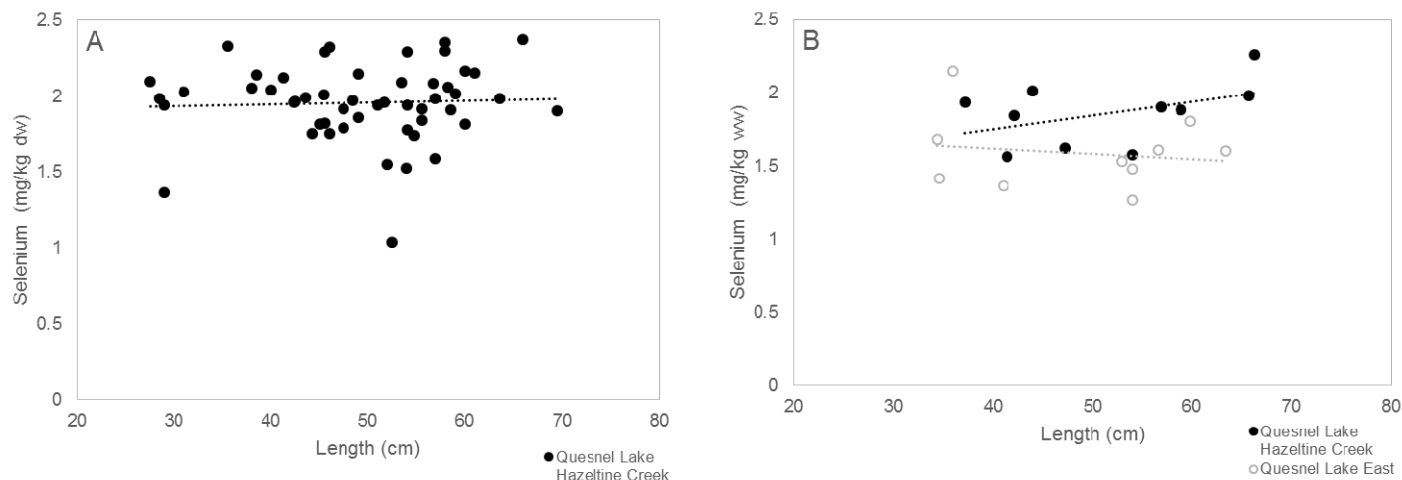 A
2.5
2
1.5
1
0.5
0
Selenium (mg/kg dw)
20 30 40 50 60 70 80
Length (cm)
Quesnel Lake
Hazeltine Creek
B
2.5
2
1.5
1
0.5
0
Selenium (mg/kg ww)
20 30 40 50 60 70 80
Length (cm)
Quesnel Lake
Hazeltine Creek
Quesnel Lake East